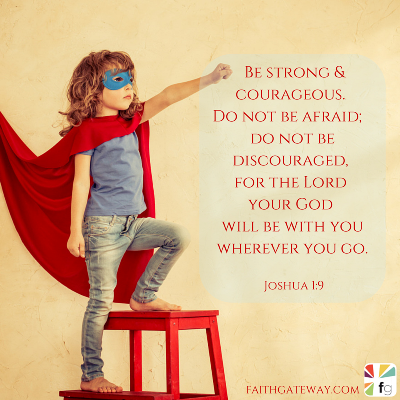 Be strong &
courageous.
Do not be afraid;
do not be
discouraged,
for the Lord
your God
will be with you
wherever you go.
Joshua 1:9
faithgateway.com
fg